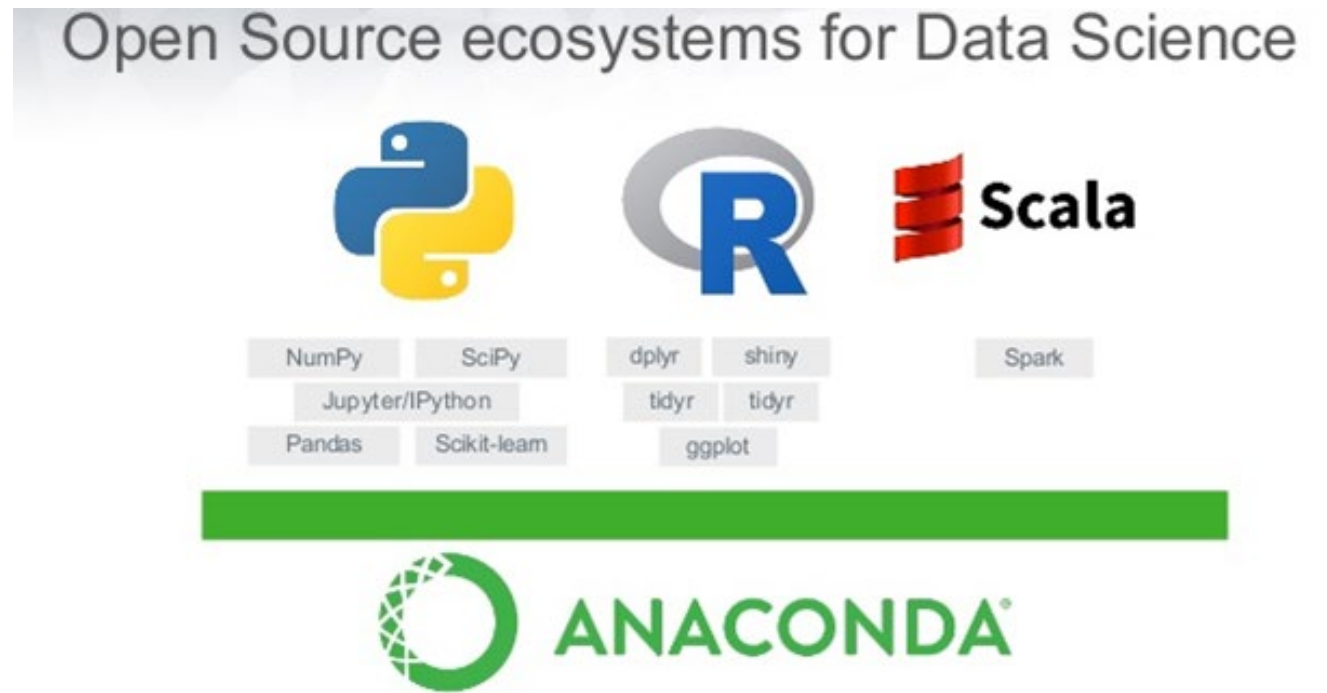 Open Source ecosystems for Data Science
R
Scala
NumPy SciPy dplyr shiny Spark
Jupyter/IPython tidyr tidyr
Pandas Scikit-learn ggplot
ANACONDA®